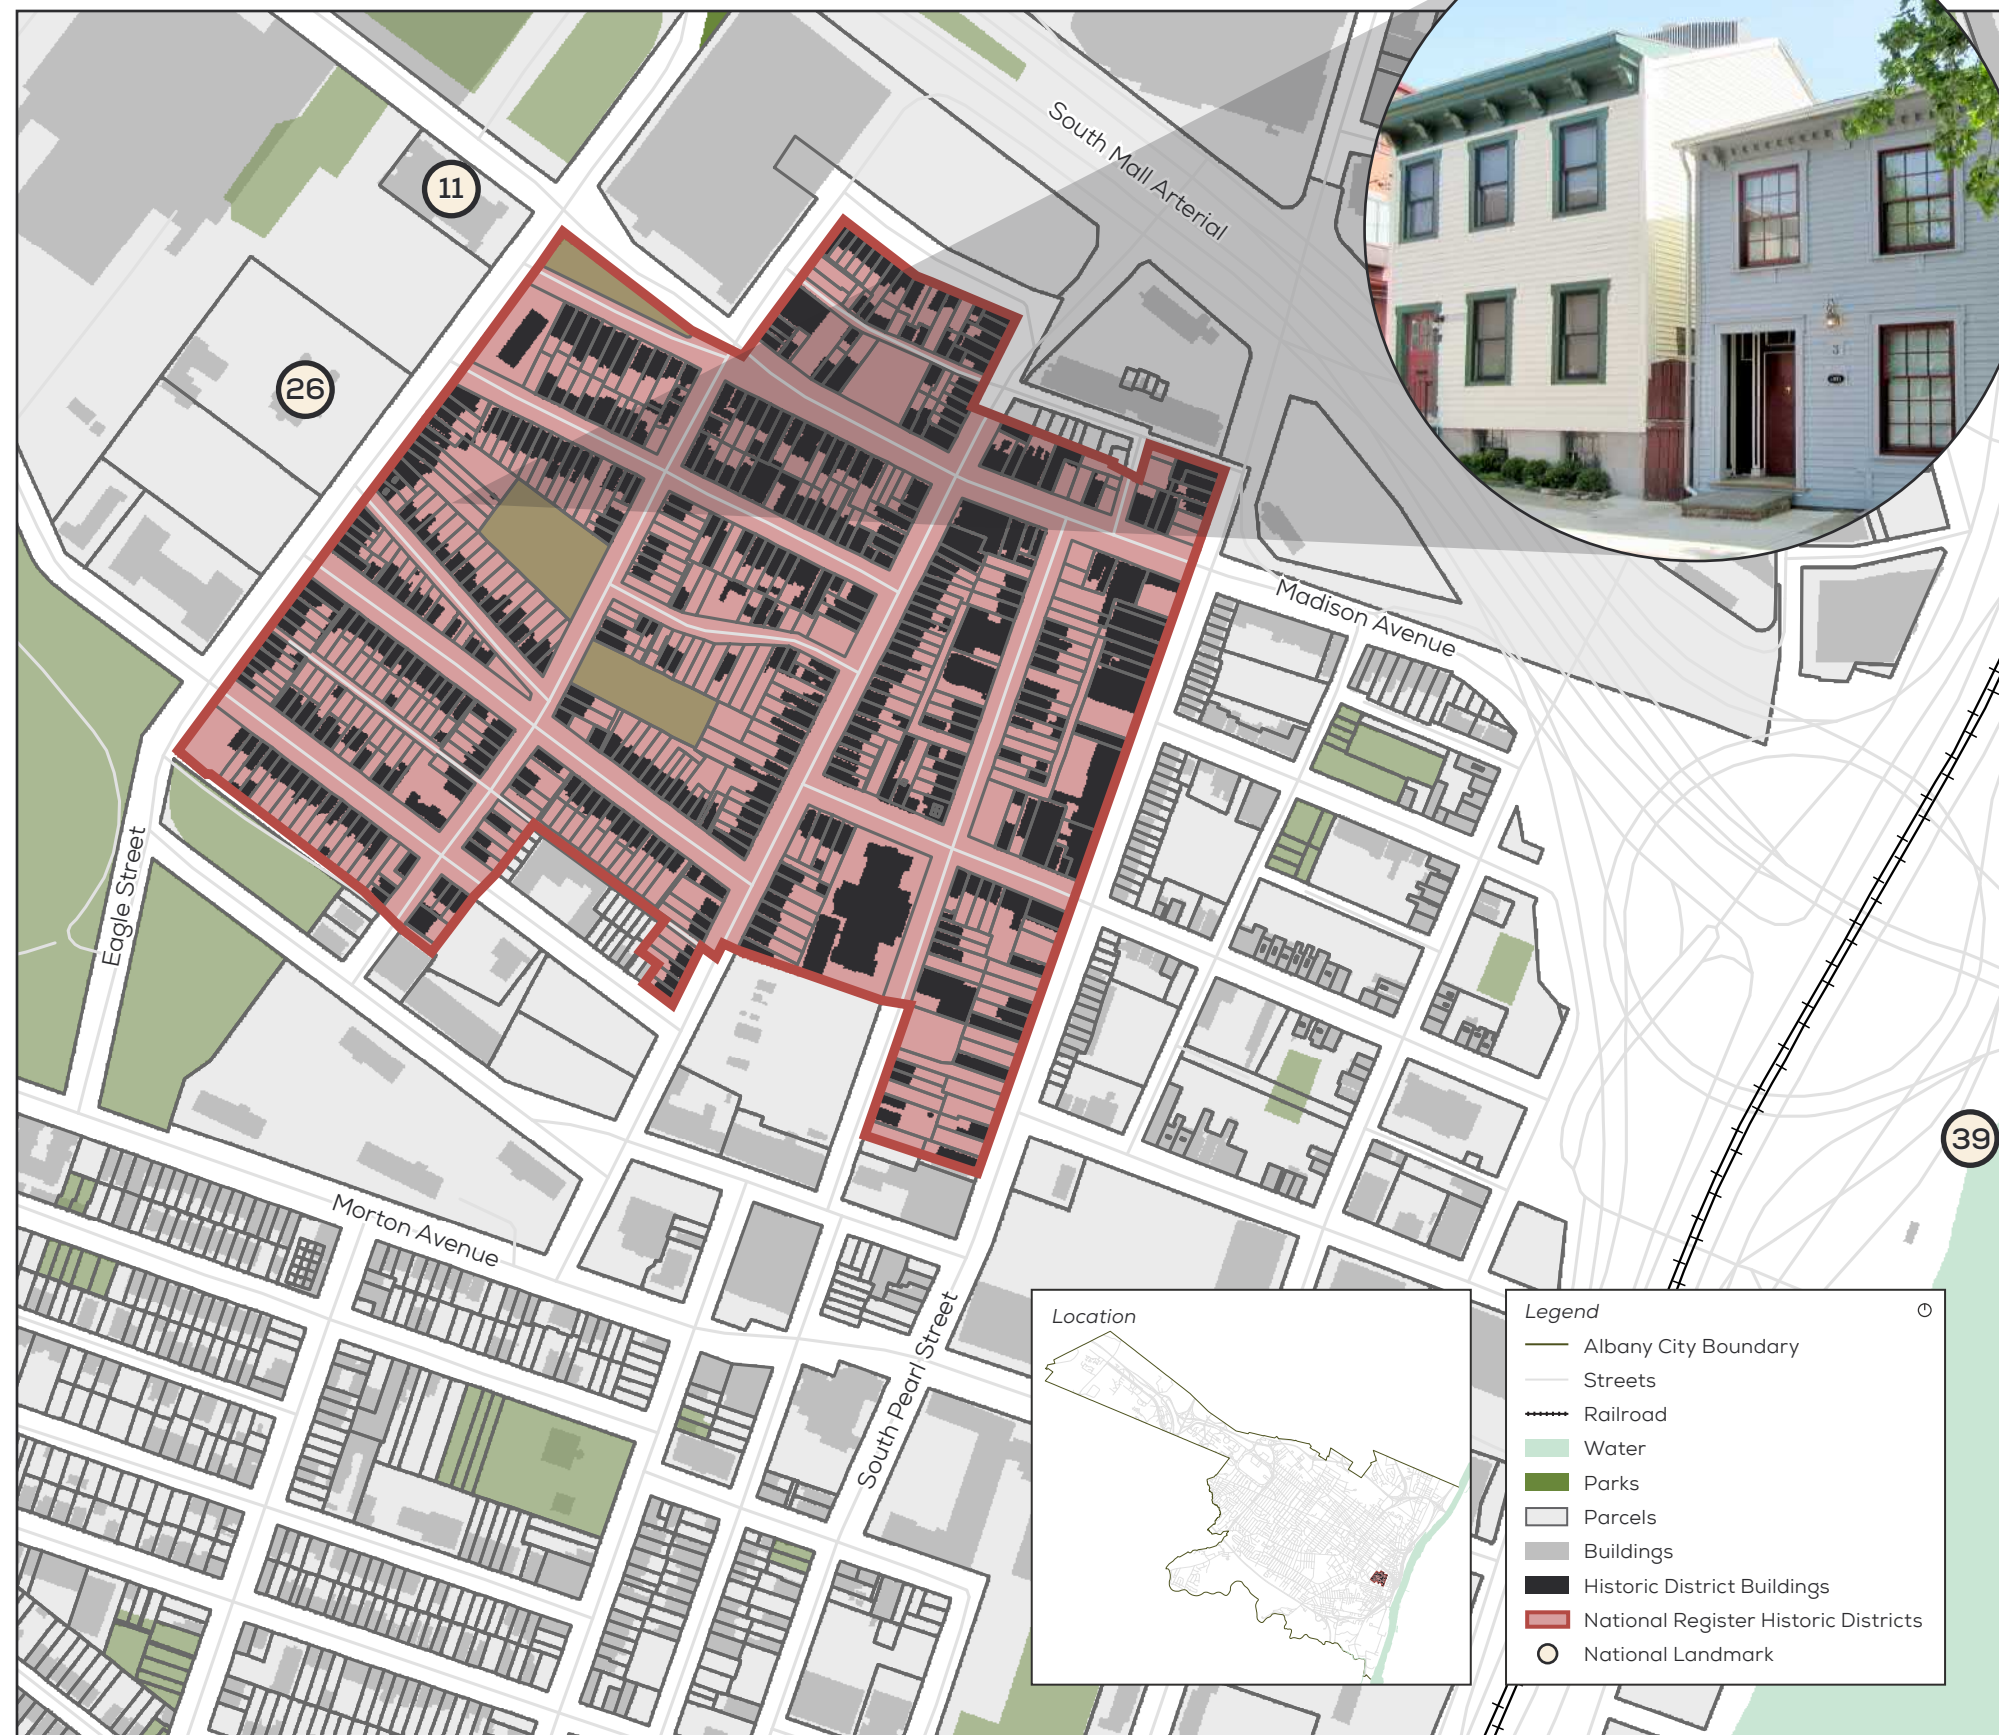 South Mall Arterial
11
26
3
Madison Avenue
Eagle Street
39
Morton Avenue
South Pearl Street
Location
Legend
Albany City Boundary
Streets
Railroad
Water
Parks
Parcels
Buildings
Historic District Buildings
National Register Historic Districts
National Landmark